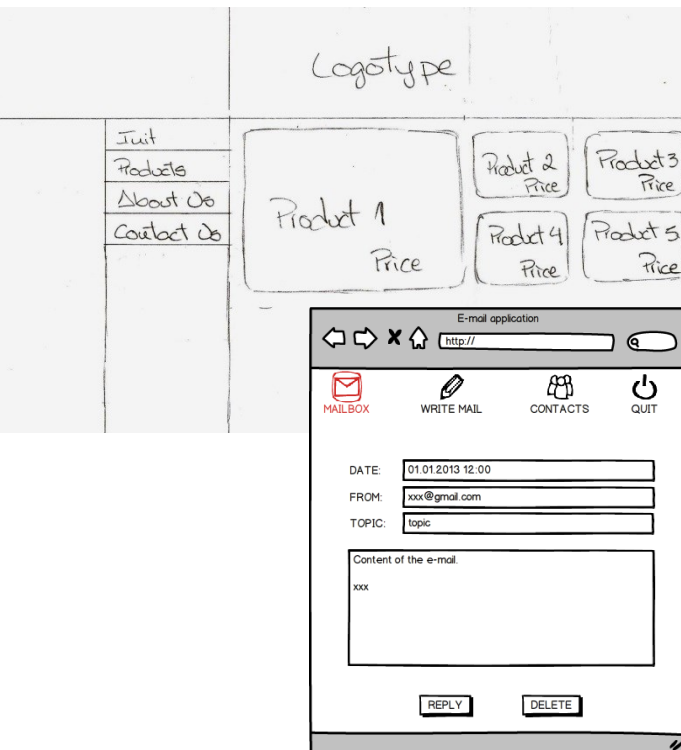 Logotype
Init
Products
About Us
Contact Us
Product 1
Price
Product 2
Price
Product 3
Price
Product 4
Price
Product 5
Price
E-mail application
http://
MAILBOX
WRITE MAIL
CONTACTS
QUIT
DATE:
01.01.2013 12:00
FROM:
xxx@gmail.com
TOPIC:
topic
Content of the e-mail.
xxx
REPLY
DELETE